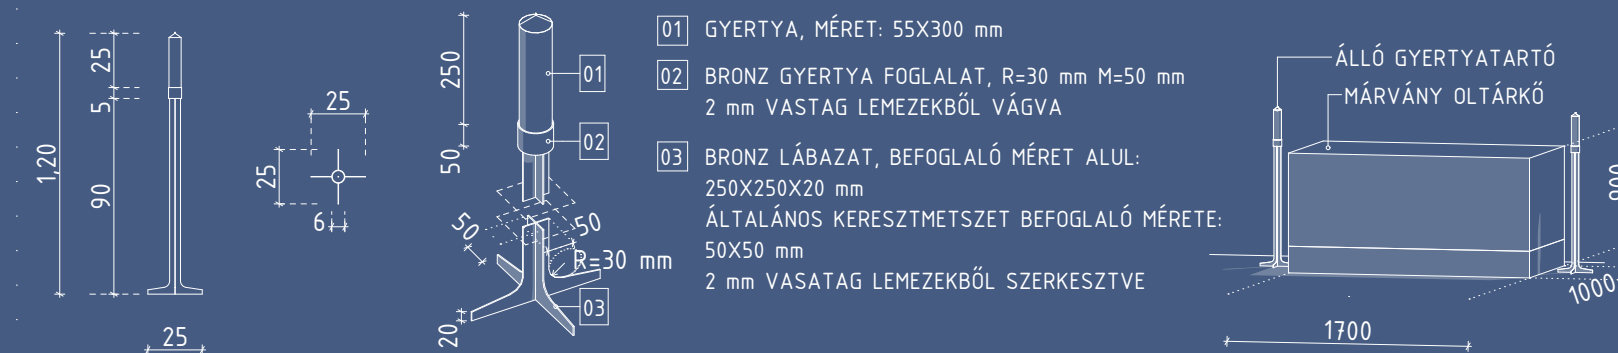 25
5
1,20
90
25
25
25
6
250
50
01
02
50
50
R=30 mm
03
20
01 GYERTYA, MÉRET: 55X300 mm
02 BRONZ GYERTYA FOGLALAT, R=30 mm M=50 mm
2 mm VASTAG LEMEZEKBŐL VÁGVA
03 BRONZ LÁBAZAT, BEFOGLALÓ MÉRET ALUL:
250X250X20 mm
ÁLTALÁNOS KERESZTMETSZET BEFOGLALÓ MÉRETE:
50X50 mm
2 mm VASATAG LEMEZEKBŐL SZERKESZTVE
ÁLLÓ GYERTYATARTÓ
MÁRVÁNY OLTÁRKŐ
1000
1700